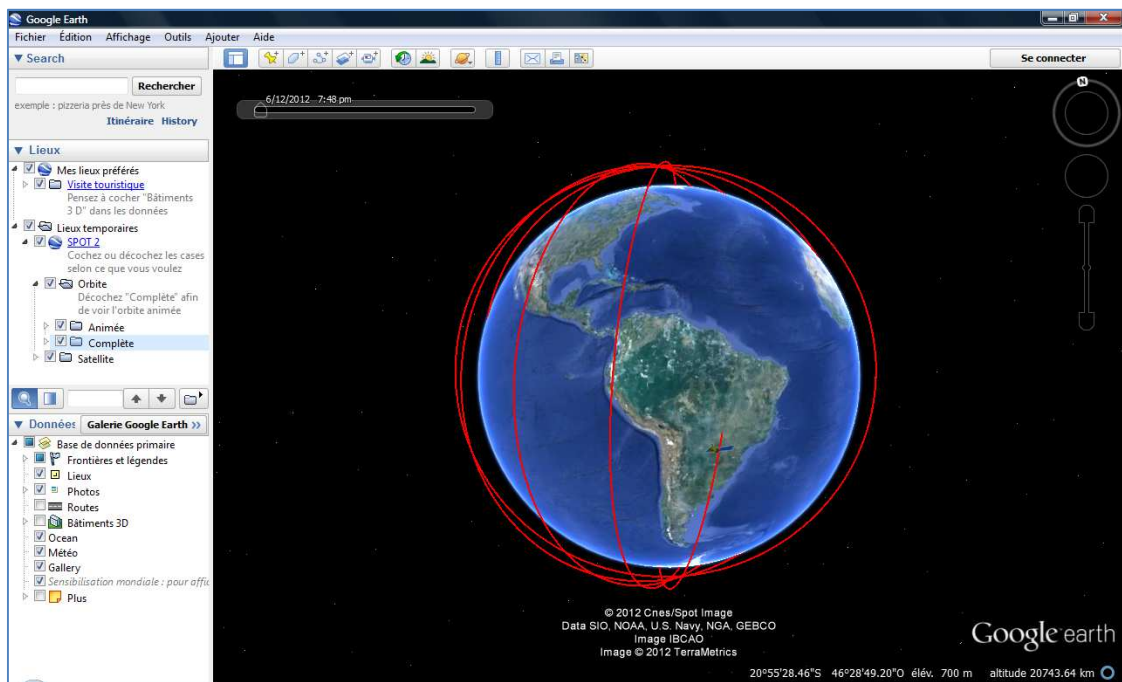 Google Earth
Fichier Édition Affichage Outils Ajouter Aide
Search
Se connecter
Rechercher
exemple : pizzeria près de New York
Itinéraire History
Lieux
Mes lieux préférés
Visite touristique
Pensez à cocher "Bâtiments
3 D" dans les données
Lieux temporaires
SPOT 2
Cochez ou décochez les cases
selon ce que vous voulez
Orbite
Décochez "Complète" afin
de voir l'orbite animée
Animée
Complète
Satellite
Données Galerie Google Earth >>
Base de données primaire
Frontières et légendes
Lieux
Photos
Routes
Bâtiments 3D
Ocean
Météo
Gallery
Sensibilisation mondiale : pour affic
Plus
6/12/2012 7:48 pm
N
© 2012 Cnes/Spot Image
Data SIO, NOAA, U.S. Navy, NGA, GEBCO
Image IBCAO
Image © 2012 TerraMetrics
Google earth
20°55'28.46"S 46°28'49.20"O élév. 700 m altitude 20743.64 km